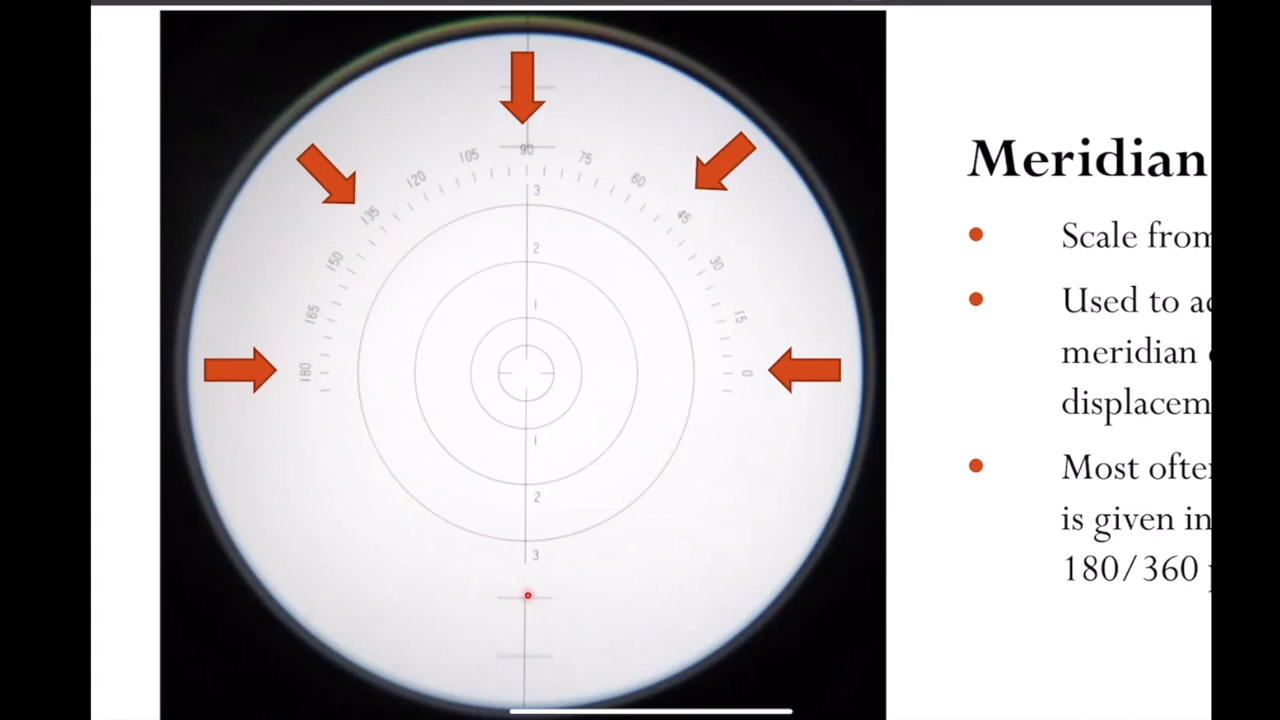 90
105
75
120
60
3
135
45
2
150
30
1
165
15
180
0
1
2
3
Meridian
Scale from
Used to
meridian
displacem
Most ofte
is given in
180/360